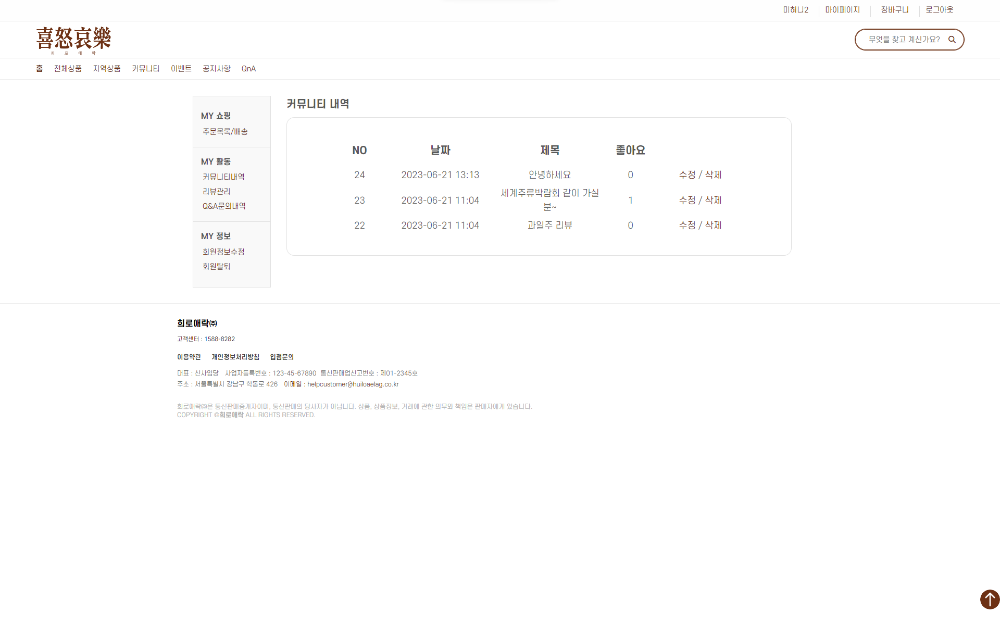 미혀니2 마이페이지 장바구니 로그아웃
喜怒哀樂
희 로 애 락
무엇을 찾고 계신가요?
홈 전체상품 지역상품 커뮤니티 이벤트 공지사항 QnA
MY 쇼핑
주문목록/배송
MY 활동
커뮤니티내역
리뷰관리
Q&A문의내역
MY 정보
회원정보수정
회원탈퇴
커뮤니티 내역
NO 날짜 제목 좋아요
24 2023-06-21 13:13 안녕하세요 0 수정 / 삭제
23 2023-06-21 11:04 세계주류박람회 같이 가실
분~ 1 수정 / 삭제
22 2023-06-21 11:04 과일주 리뷰 0 수정 / 삭제
희로애락㈜
고객센터 : 1588-8282
이용약관 개인정보처리방침 입점문의
대표 : 신사임당 사업자등록번호 : 123-45-67890 통신판매업신고번호 : 제01-2345호
주소 : 서울특별시 강남구 학동로 426 이메일 : helpcustomer@huiloaelag.co.kr
희로애락㈜은 통신판매중개자이며, 통신판매의 당사자가 아닙니다. 상품, 상품정보, 거래에 관한 의무와 책임은 판매자에게 있습니다.
COPYRIGHT ©희로애락 ALL RIGHTS RESERVED.